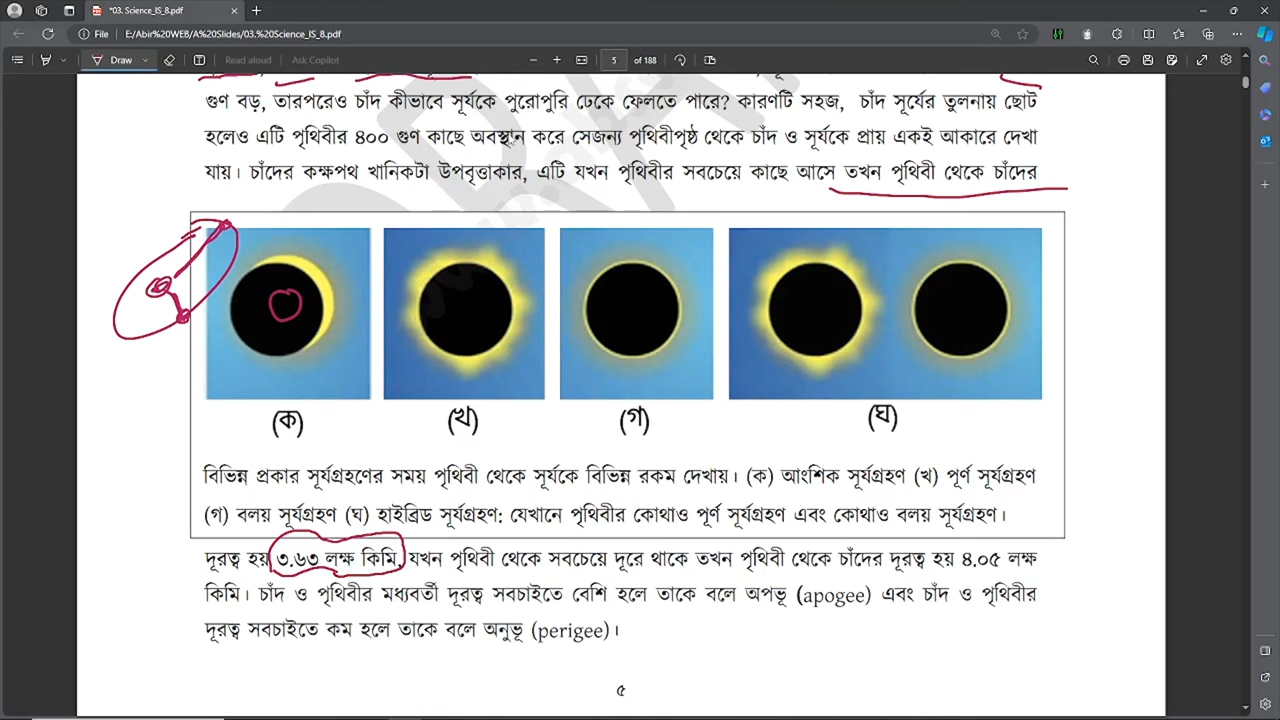 *03. Science_IS_8.pdf
File E:/Abir%20WEB/A%20Slides/03.%20Science_IS_8.pdf
Draw Read aloud Ask Copilot 5 of 188
গুণ বড়, তারপরেও চাঁদ কীভাবে সূর্যকে পুরোপুরি ঢেকে ফেলতে পারে? কারণটি সহজ, চাঁদ সূর্যের তুলনায় ছোট
হলেও এটি পৃথিবীর ৪০০ গুণ কাছে অবস্থান করে সেজন্য পৃথিবীপৃষ্ঠ থেকে চাঁদ ও সূর্যকে প্রায় একই আকারে দেখা
যায়। চাঁদের কক্ষপথ খানিকটা উপবৃত্তাকার, এটি যখন পৃথিবীর সবচেয়ে কাছে আসে তখন পৃথিবী থেকে চাঁদের
(ক) (খ) (গ) (ঘ)
বিভিন্ন প্রকার সূর্যগ্রহণের সময় পৃথিবী থেকে সূর্যকে বিভিন্ন রকম দেখায়। (ক) আংশিক সূর্যগ্রহণ (খ) পূর্ণ সূর্যগ্রহণ
(গ) বলয় সূর্যগ্রহণ (ঘ) হাইব্রিড সূর্যগ্রহণ: যেখানে পৃথিবীর কোথাও পূর্ণ সূর্যগ্রহণ এবং কোথাও বলয় সূর্যগ্রহণ।
দূরত্ব হয় ৩.৬৩ লক্ষ কিমি, যখন পৃথিবী থেকে সবচেয়ে দূরে থাকে তখন পৃথিবী থেকে চাঁদের দূরত্ব হয় ৪.০৫ লক্ষ
কিমি। চাঁদ ও পৃথিবীর মধ্যবর্তী দূরত্ব সবচাইতে বেশি হলে তাকে বলে অপভূ (apogee) এবং চাঁদ ও পৃথিবীর
দূরত্ব সবচাইতে কম হলে তাকে বলে অনুভূ (perigee)।
৫